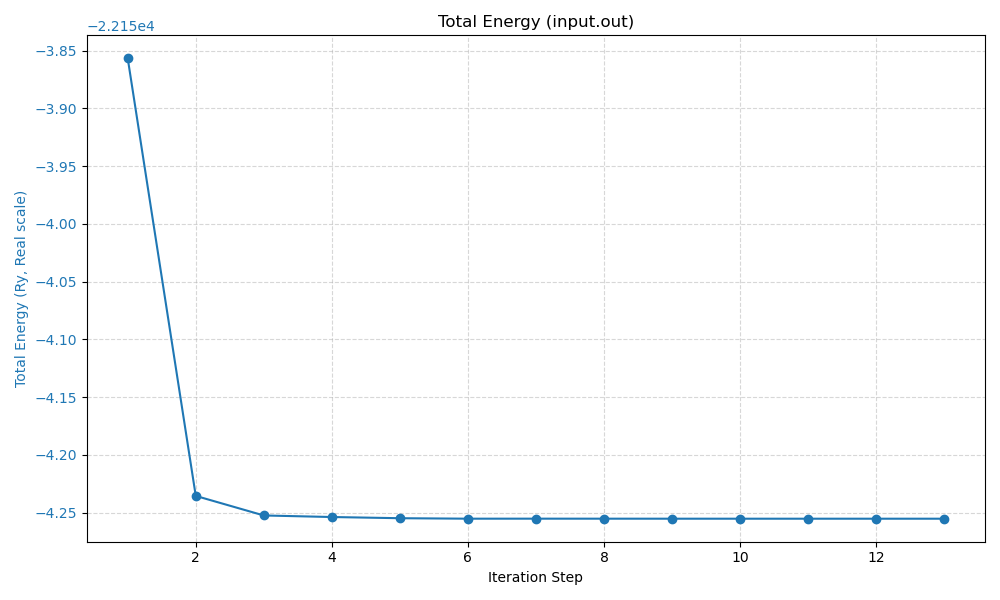 Total Energy (input.out)
−2.215e4
−3.85
−3.90
−3.95
−4.00
−4.05
−4.10
−4.15
−4.20
−4.25
Total Energy (Ry, Real scale)
2 4 6 8 10 12
Iteration Step